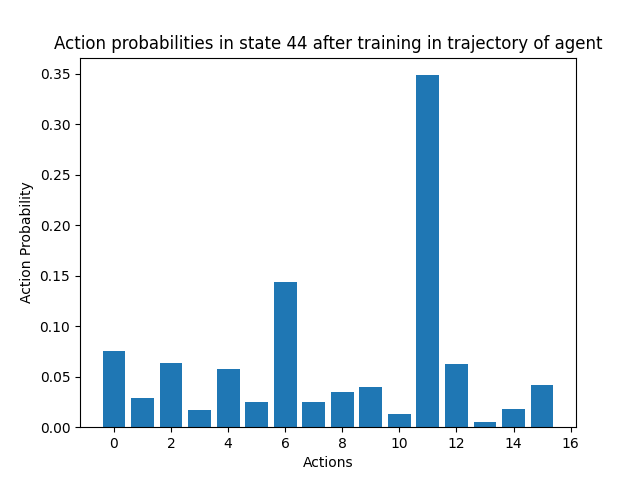 Action probabilities in state 44 after training in trajectory of agent
0.35
0.30
0.25
0.20
0.15
0.10
0.05
0.00
Action Probability
0 2 4 6 8 10 12 14 16
Actions